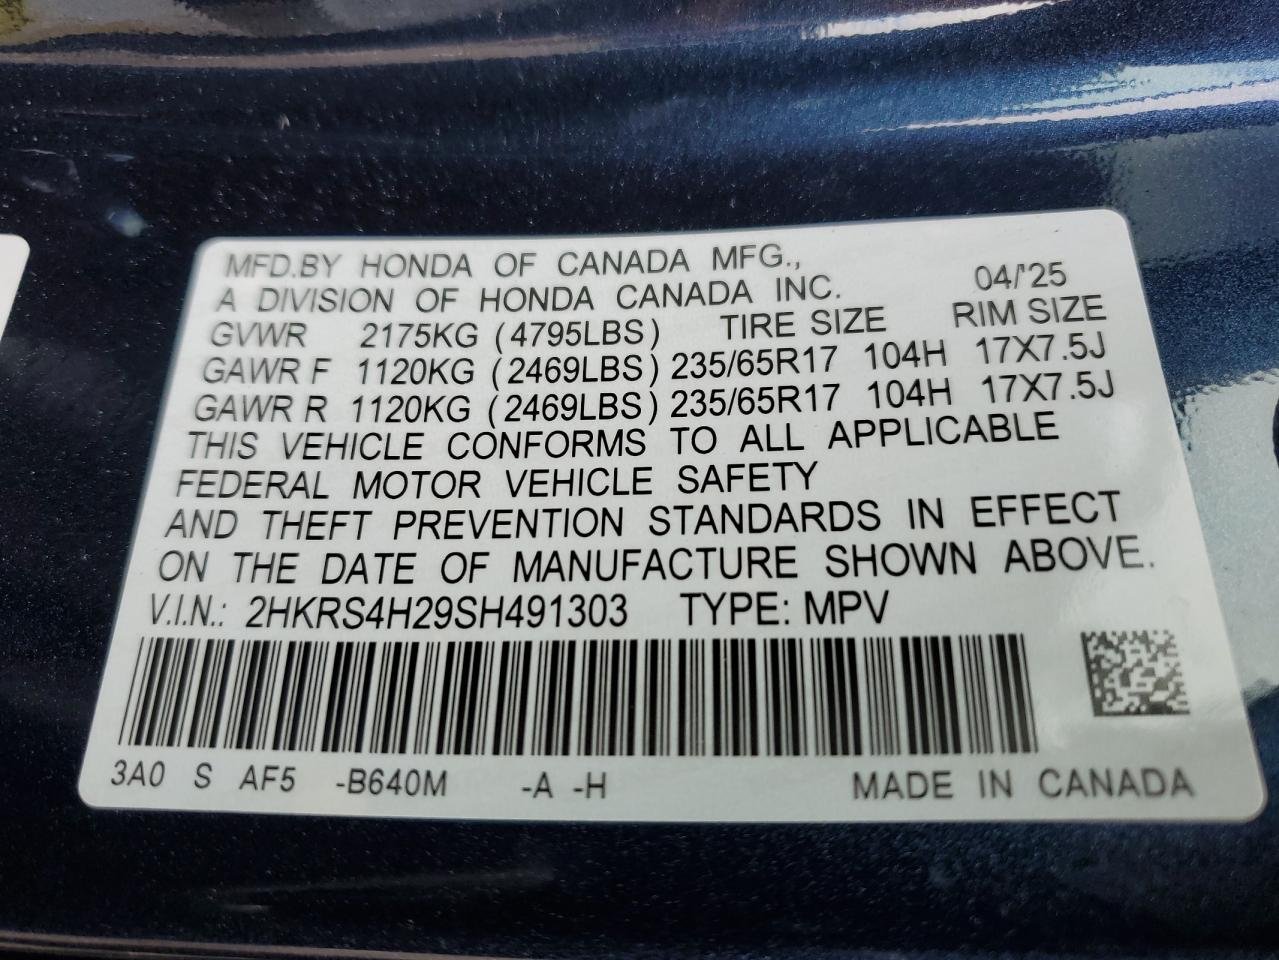 MFD.BY HONDA OF CANADA MFG.,
A DIVISION OF HONDA CANADA INC. 04/'25
GVWR 2175KG (4795LBS) TIRE SIZE RIM SIZE
GAWR F 1120KG (2469LBS) 235/65R17 104H 17X7.5J
GAWR R 1120KG (2469LBS) 235/65R17 104H 17X7.5J
THIS VEHICLE CONFORMS TO ALL APPLICABLE
FEDERAL MOTOR VEHICLE SAFETY
AND THEFT PREVENTION STANDARDS IN EFFECT
ON THE DATE OF MANUFACTURE SHOWN ABOVE.
V.I.N.: 2HKRS4H29SH491303 TYPE: MPV
3A0 S AF5 -B640M -A -H MADE IN CANADA